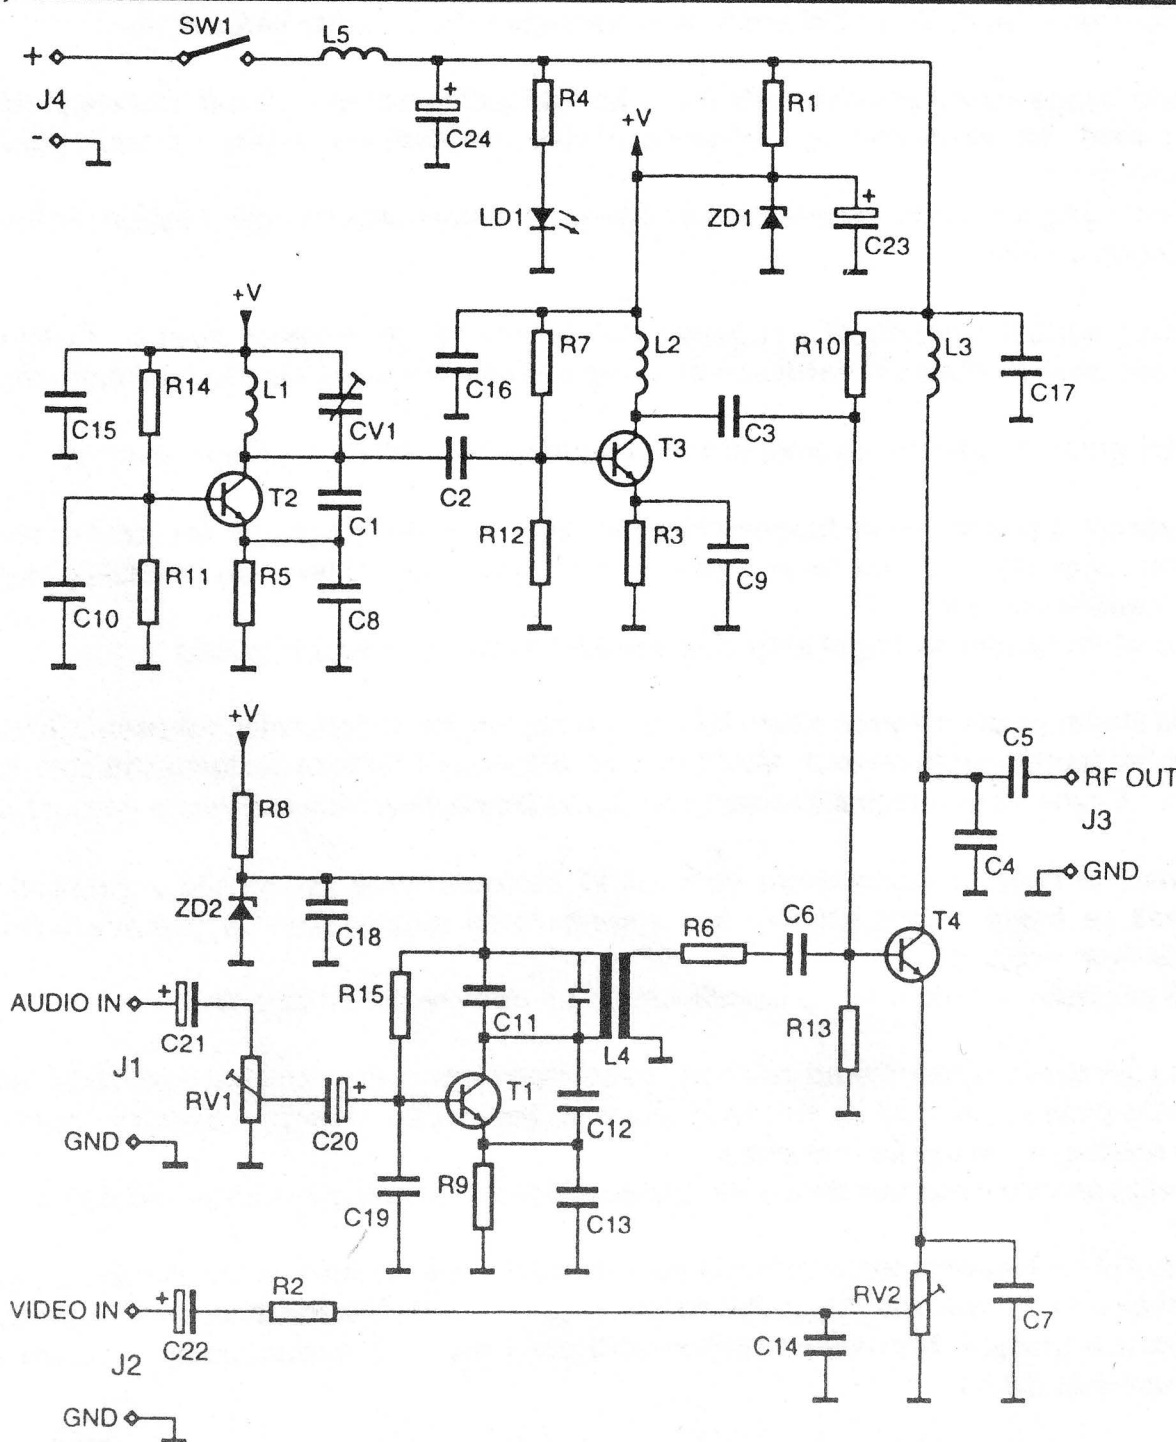 SW1
L5
+
J4
-
+
C24
R4
LD1
+V
R1
ZD1
+
C23
+V
R14
L1
C15
CV1
T2
C1
C10
R11
R5
C8
C16
R7
L2
C2
T3
C3
R12
R3
C9
R10
L3
C17
+V
R8
ZD2
C18
C5
RF OUT
J3
C4
GND
AUDIO IN
+
C21
J1
RV1
GND
C20
+
R15
C11
L4
T1
C12
C19
R9
C13
R6
C6
T4
R13
VIDEO IN
+
C22
R2
J2
GND
C14
RV2
C7